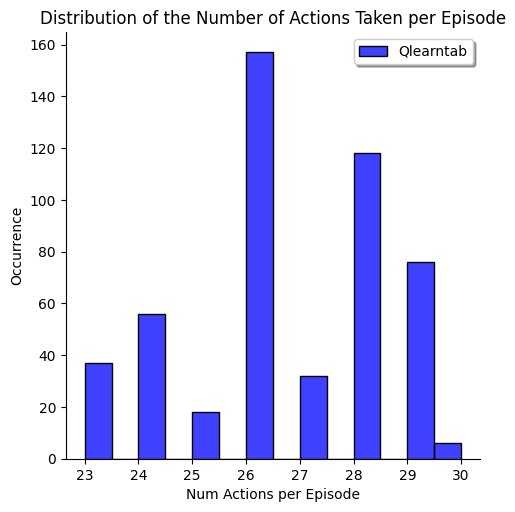 Distribution of the Number of Actions Taken per Episode
Qlearntab
160
140
120
100
80
60
40
20
0
Occurrence
23 24 25 26 27 28 29 30
Num Actions per Episode